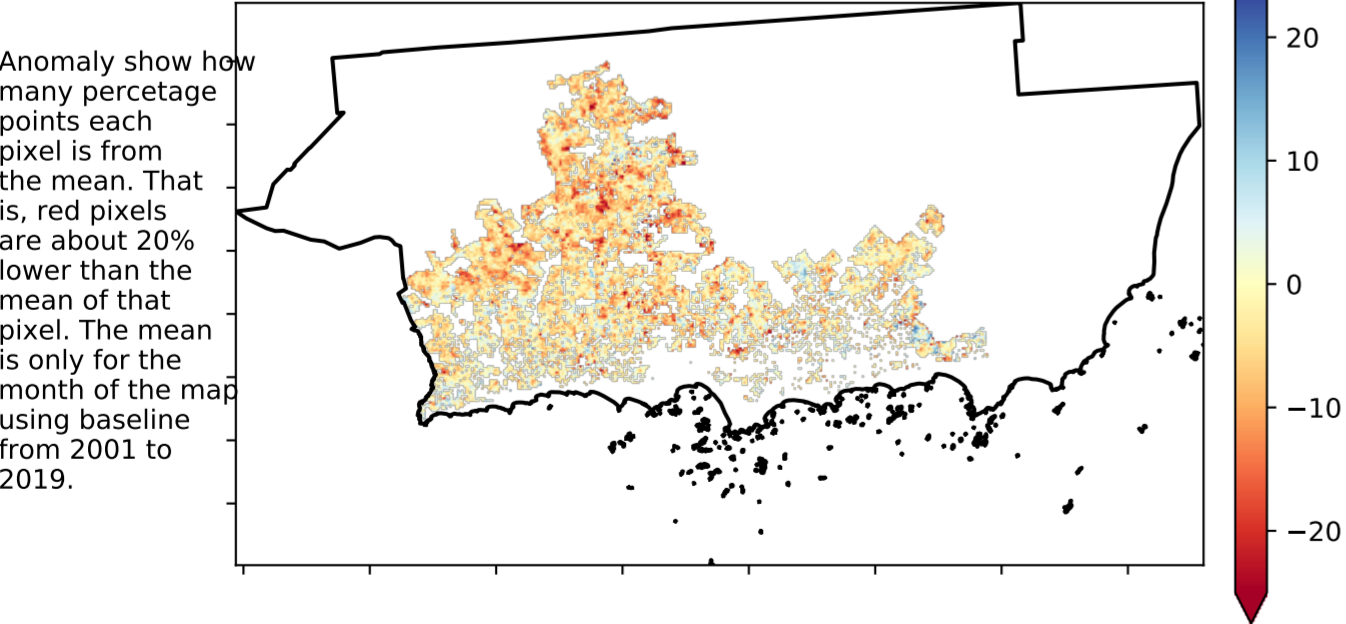 Anomaly show how
many percetage
points each
pixel is from
the mean. That
is, red pixels
are about 20%
lower than the
mean of that
pixel. The mean
is only for the
month of the map
using baseline
from 2001 to
2019.
20
10
0
−10
−20